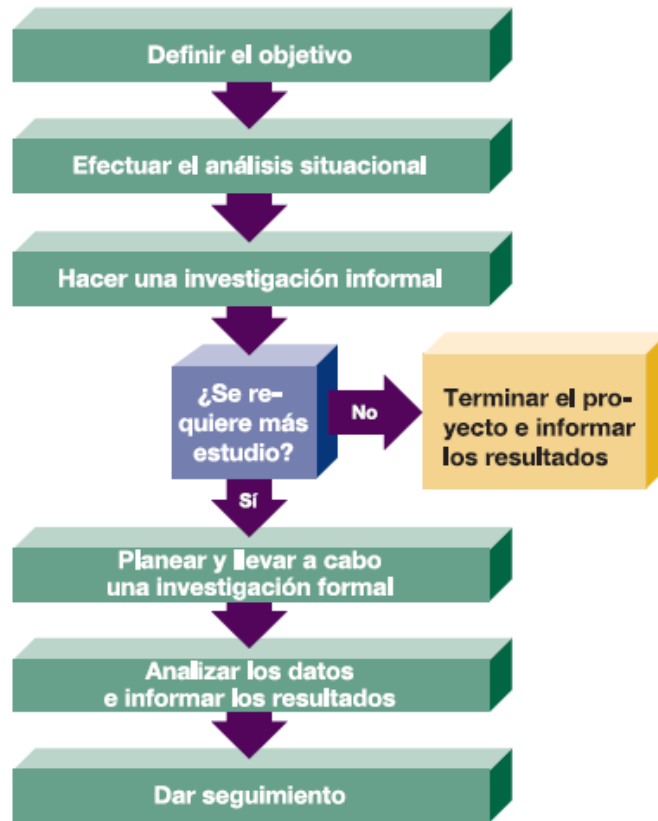 Definir el objetivo
Efectuar el análisis situacional
Hacer una investigación informal
¿Se re-
quiere más
estudio?
No
Terminar el pro-
yecto e informar
los resultados
Sí
Planear y llevar a cabo
una investigación formal
Analizar los datos
e informar los resultados
Dar seguimiento